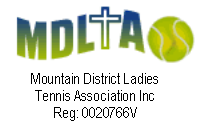 MDLTA
Mountain District Ladies
Tennis Association Inc
Reg: 0020766V